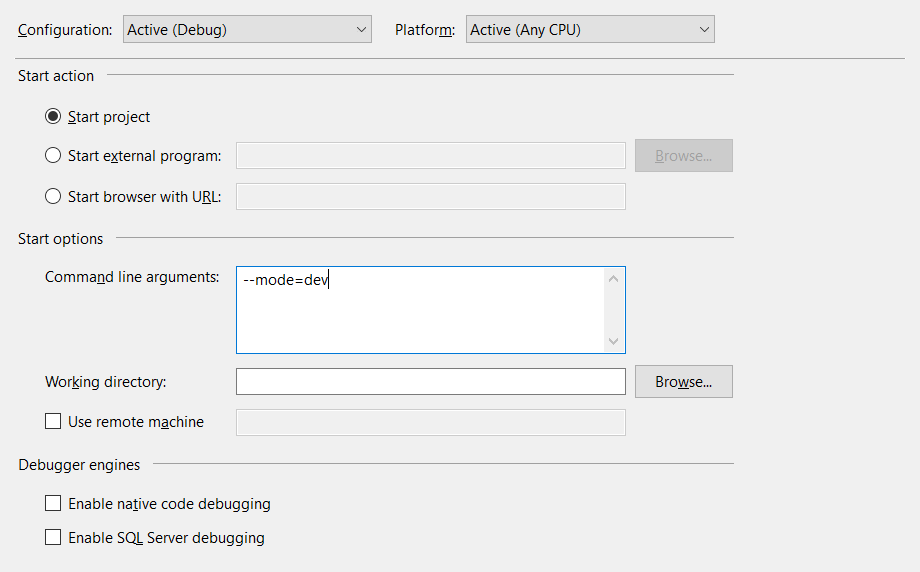 Configuration: Active (Debug) Platform: Active (Any CPU)
Start action
Start project
Start external program: Browse...
Start browser with URL:
Start options
Command line arguments: --mode=dev
Working directory: Browse...
Use remote machine
Debugger engines
Enable native code debugging
Enable SQL Server debugging